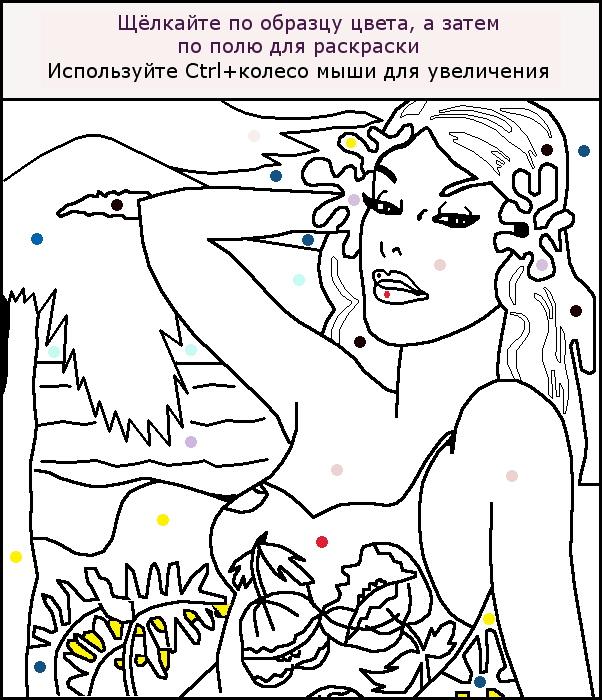 Щёлкайте по образцу цвета, а затем
по полю для раскраски
Используйте Ctrl+колесо мыши для увеличения